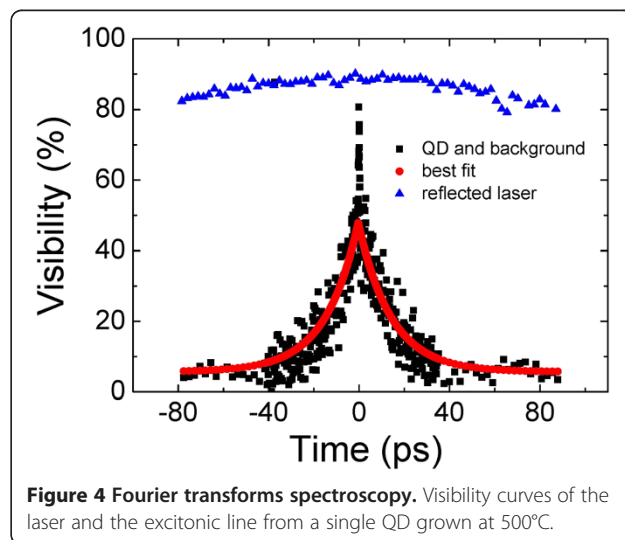 100
80
60
40
20
0
Visibility (%)
QD and background
best fit
reflected laser
-80 -40 0 40 80
Time (ps)
Figure 4 Fourier transforms spectroscopy. Visibility curves of the
laser and the excitonic line from a single QD grown at 500°C.